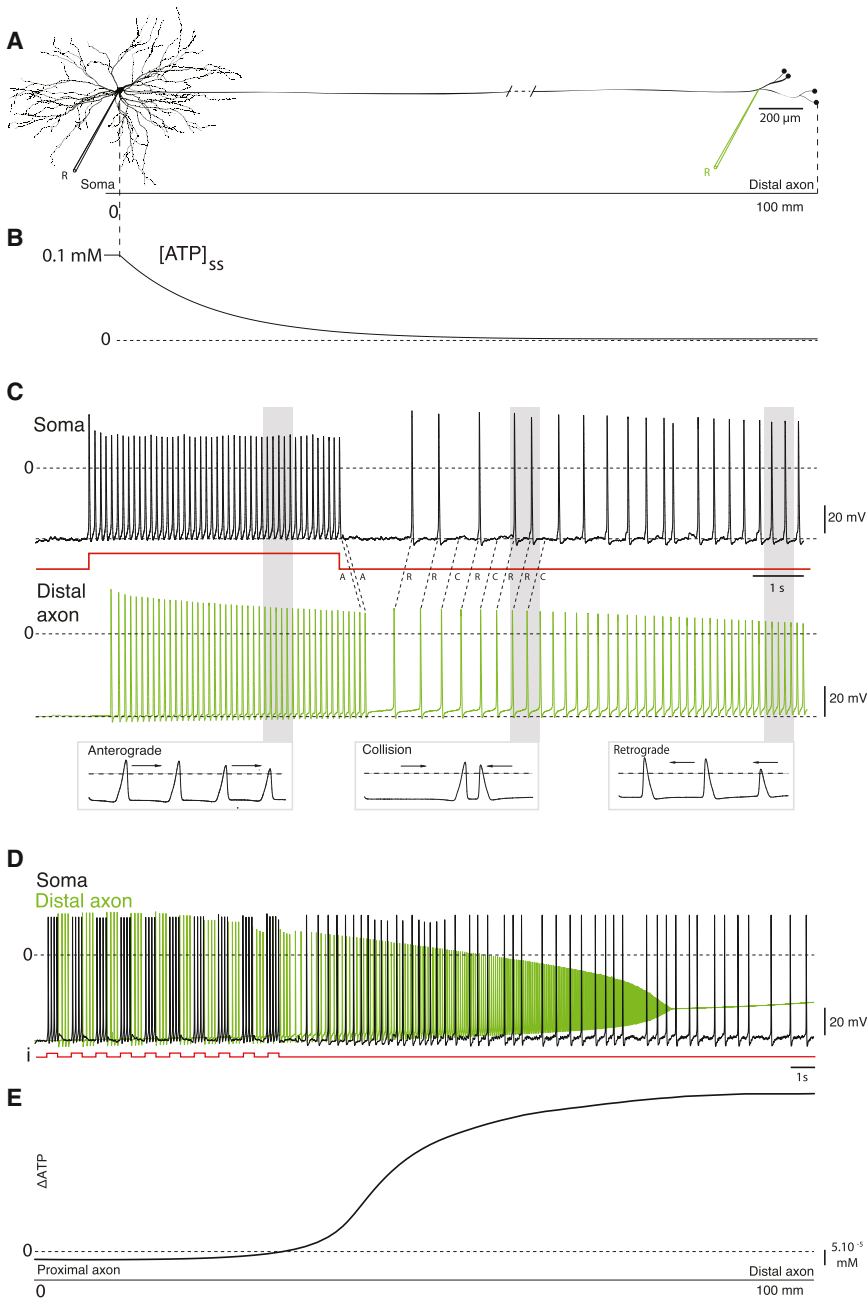 A
200 µm
R
R
Soma
Distal axon
0
100 mm
B
0.1 mM
[ATP]ss
0
C
Soma
0
20 mV
A A R R C R C R R C
1 s
Distal
axon
0
20 mV
Anterograde
Collision
Retrograde
D
Soma
Distal axon
0
20 mV
i
1s
E
ΔATP
0
5.10 -5
mM
Proximal axon
Distal axon
0
100 mm